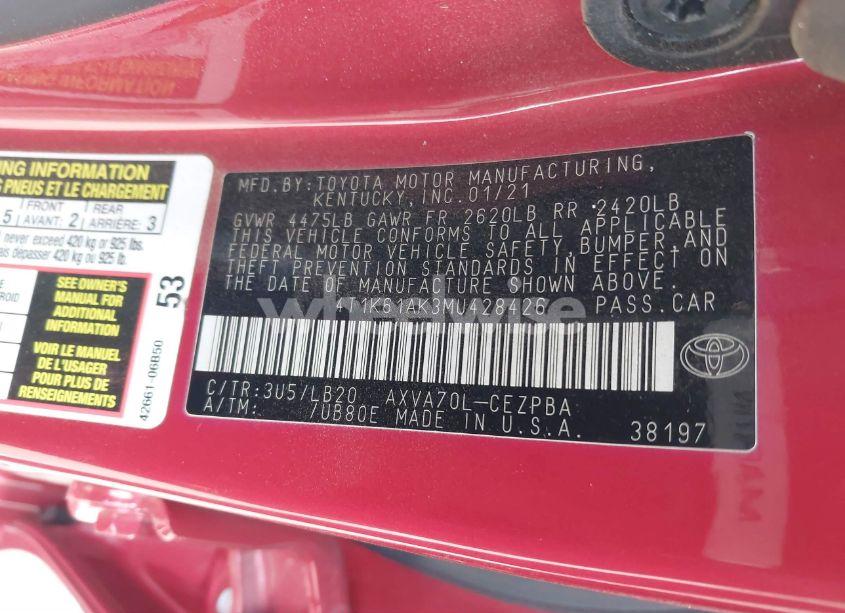 ING INFORMATION
G PNEUS ET LE CHARGEMENT
5 FRONT AVANT: 2 REAR ARRIÈRE: 3
never exceed 420 kg or 925 lbs.
ais dépasser 420 kg ou 925 lb.
SEE OWNER'S
MANUAL FOR
ADDITIONAL
INFORMATION
VOIR LE MANUEL
DE L'USAGER
POUR PLUS DE
RENSEIGNEMENTS
53
42661-06B50
MFD.BY:TOYOTA MOTOR MANUFACTURING,
KENTUCKY, INC.01/21
GVWR 4475LB GAWR FR 2620LB RR 2420LB
THIS VEHICLE CONFORMS TO ALL APPLICABLE
FEDERAL MOTOR VEHICLE SAFETY,BUMPER,AND
THEFT PREVENTION STANDARDS IN EFFECT ON
THE DATE OF MANUFACTURE SHOWN ABOVE.
4T1K61AK3MU428426 PASS.CAR
wheelwise
C/TR:3U5/LB20 AXVA70L-CEZPBA
A/TM: /UB80E MADE IN U.S.A.
38197